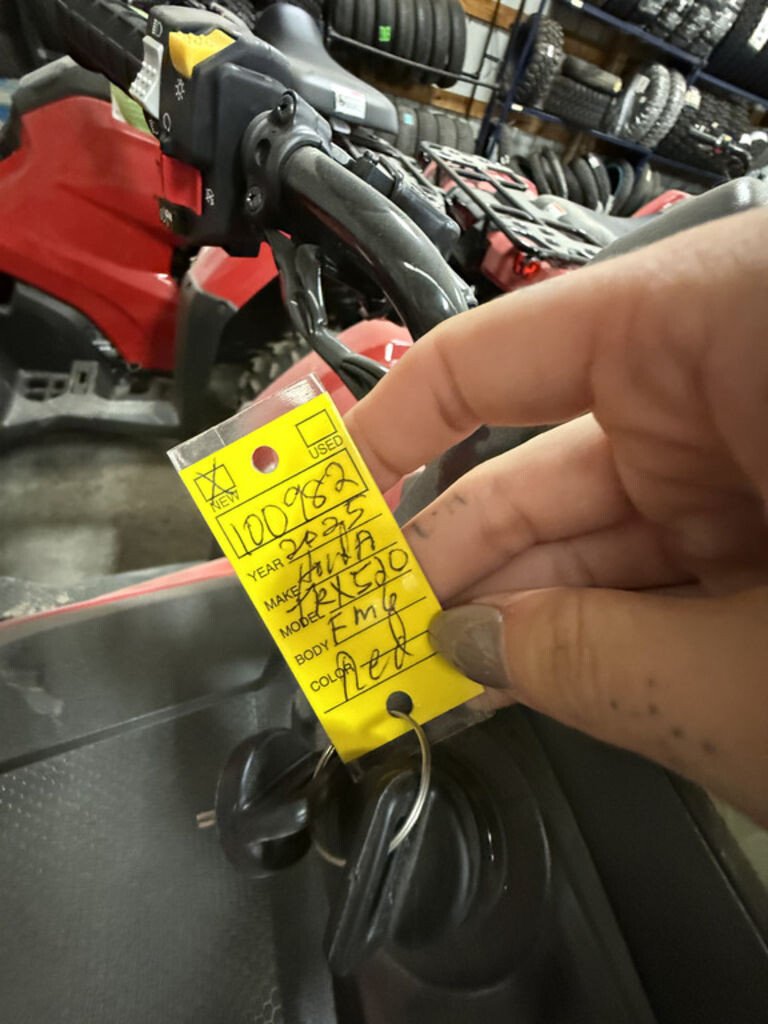 USED
X NEW
100982
YEAR 2025
MAKE HONDA
MODEL TRX520
BODY FM6
COLOR Red